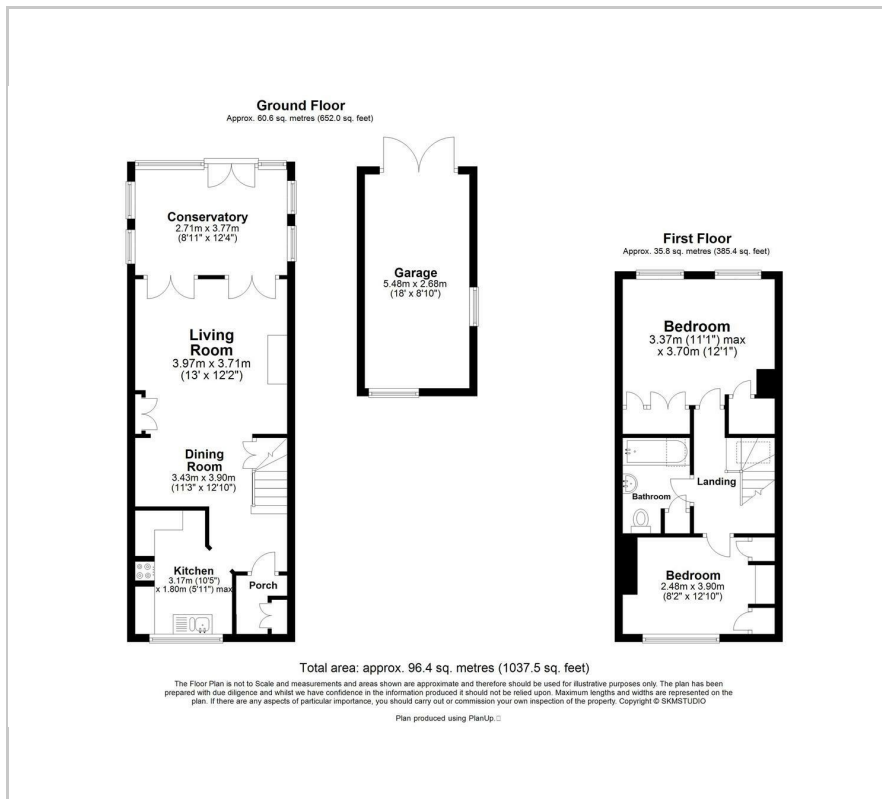 Ground Floor
Approx. 60.6 sq. metres (652.0 sq. feet)
Conservatory
2.71m x 3.77m
(8'11" x 12'4")
Garage
5.48m x 2.68m
(18' x 8'10")
Living
Room
3.97m x 3.71m
(13' x 12'2")
Dining
Room
3.43m x 3.90m
(11'3" x 12'10")
Kitchen
3.17m (10'5")
x 1.80m (5'11") max
Porch
First Floor
Approx. 35.8 sq. metres (385.4 sq. feet)
Bedroom
3.37m (11'1") max
x 3.70m (12'1")
Landing
Bathroom
Bedroom
2.48m x 3.90m
(8'2" x 12'10")
Total area: approx. 96.4 sq. metres (1037.5 sq. feet)
The Floor Plan is not to Scale and measurements and areas shown are approximate and therefore should be used for illustrative purposes only. The plan has been
prepared with due diligence and whilst we have confidence in the information produced it should not be relied upon. Maximum lengths and widths are represented on the
plan. If there are any aspects of particular importance, you should carry out or commission your own inspection of the property. Copyright © SKMSTUDIO
Plan produced using PlanUp.